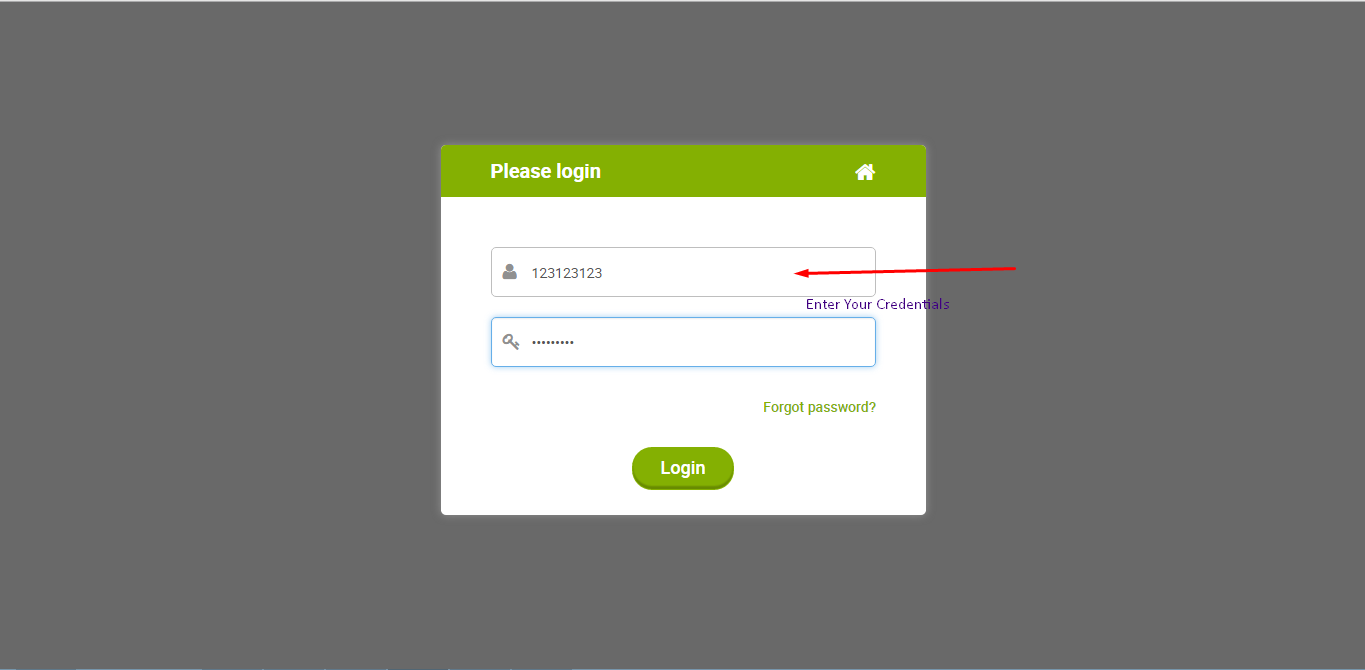 Please login
123123123
Enter Your Credentials
•••••••••
Forgot password?
Login